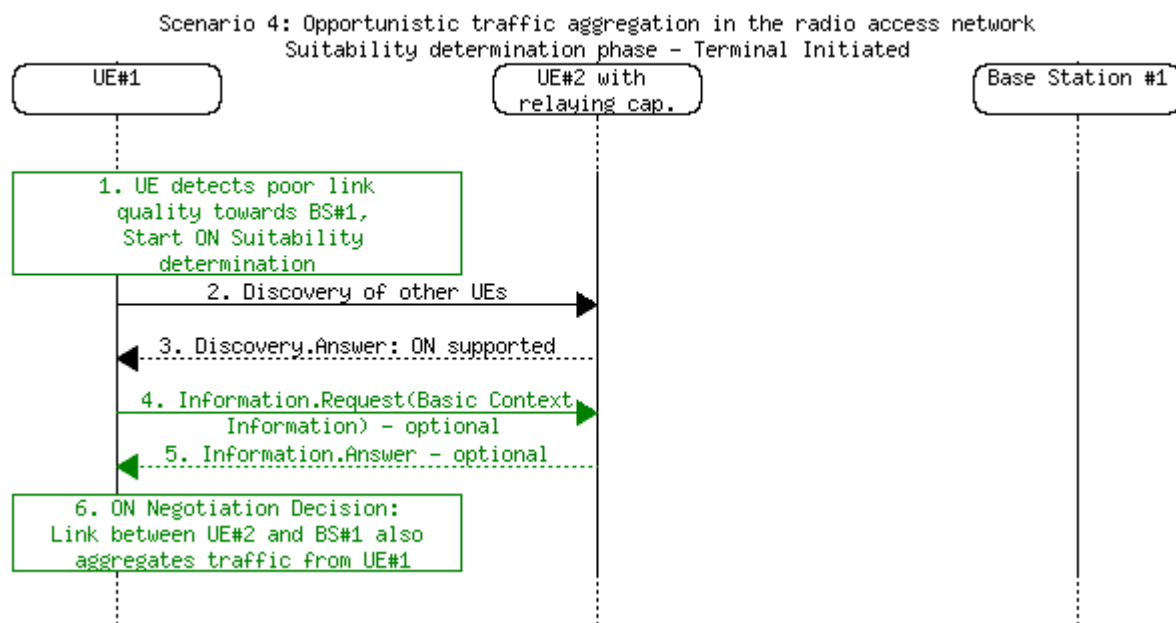 Scenario 4: Opportunistic traffic aggregation in the radio access network
Suitability determination phase - Terminal Initiated
UE#1
UE#2 with
relaying cap.
Base Station #1
1. UE detects poor link
quality towards BS#1,
Start ON Suitability
determination
2. Discovery of other UEs
3. Discovery.Answer: ON supported
4. Information.Request(Basic Context
Information) - optional
5. Information.Answer - optional
6. ON Negotiation Decision:
Link between UE#2 and BS#1 also
aggregates traffic from UE#1